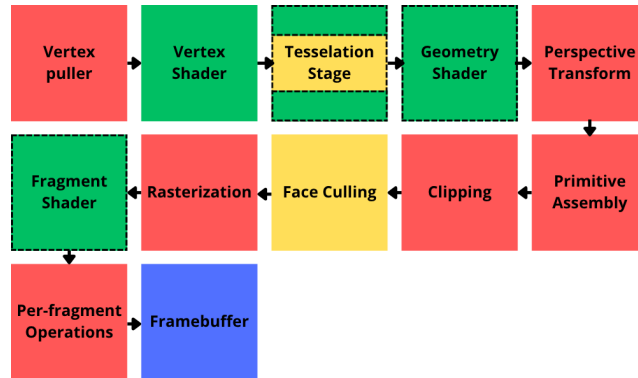 Vertex
puller
Vertex
Shader
Tesselation
Stage
Geometry
Shader
Perspective
Transform
Fragment
Shader
Rasterization
Face Culling
Clipping
Primitive
Assembly
Per-fragment
Operations
Framebuffer